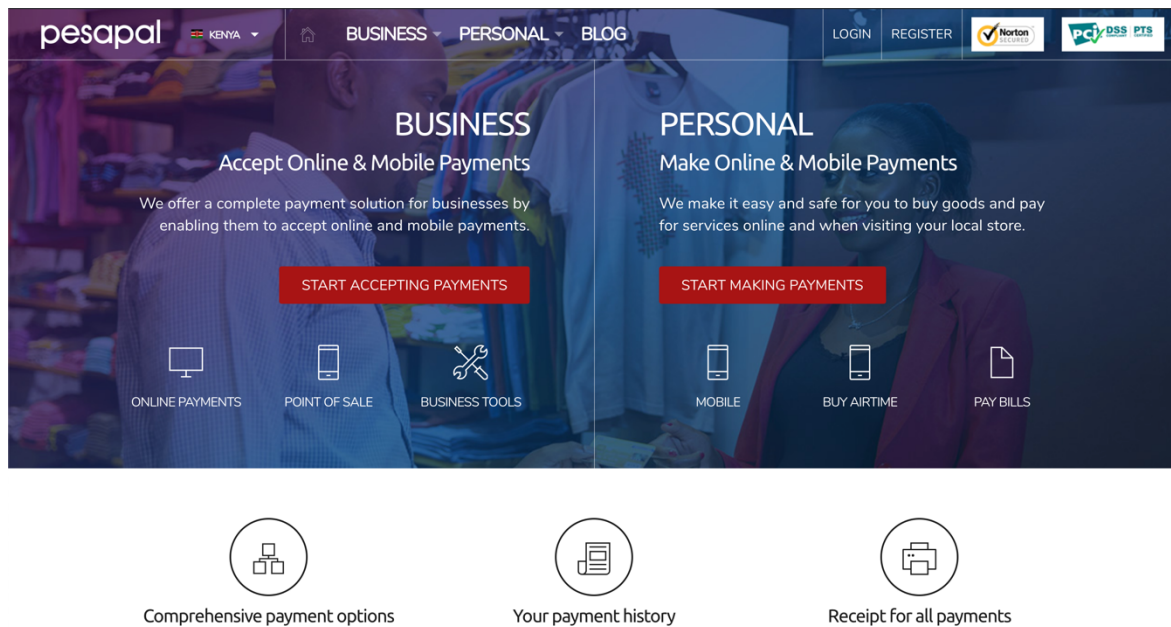 pesapal
KENYA
BUSINESS
PERSONAL
BLOG
LOGIN
REGISTER
Norton
SECURED
PCI DSS PTS
BUSINESS
Accept Online & Mobile Payments
We offer a complete payment solution for businesses by
enabling them to accept online and mobile payments.
START ACCEPTING PAYMENTS
ONLINE PAYMENTS
POINT OF SALE
BUSINESS TOOLS
PERSONAL
Make Online & Mobile Payments
We make it easy and safe for you to buy goods and pay
for services online and when visiting your local store.
START MAKING PAYMENTS
MOBILE
BUY AIRTIME
PAY BILLS
Comprehensive payment options
Your payment history
Receipt for all payments